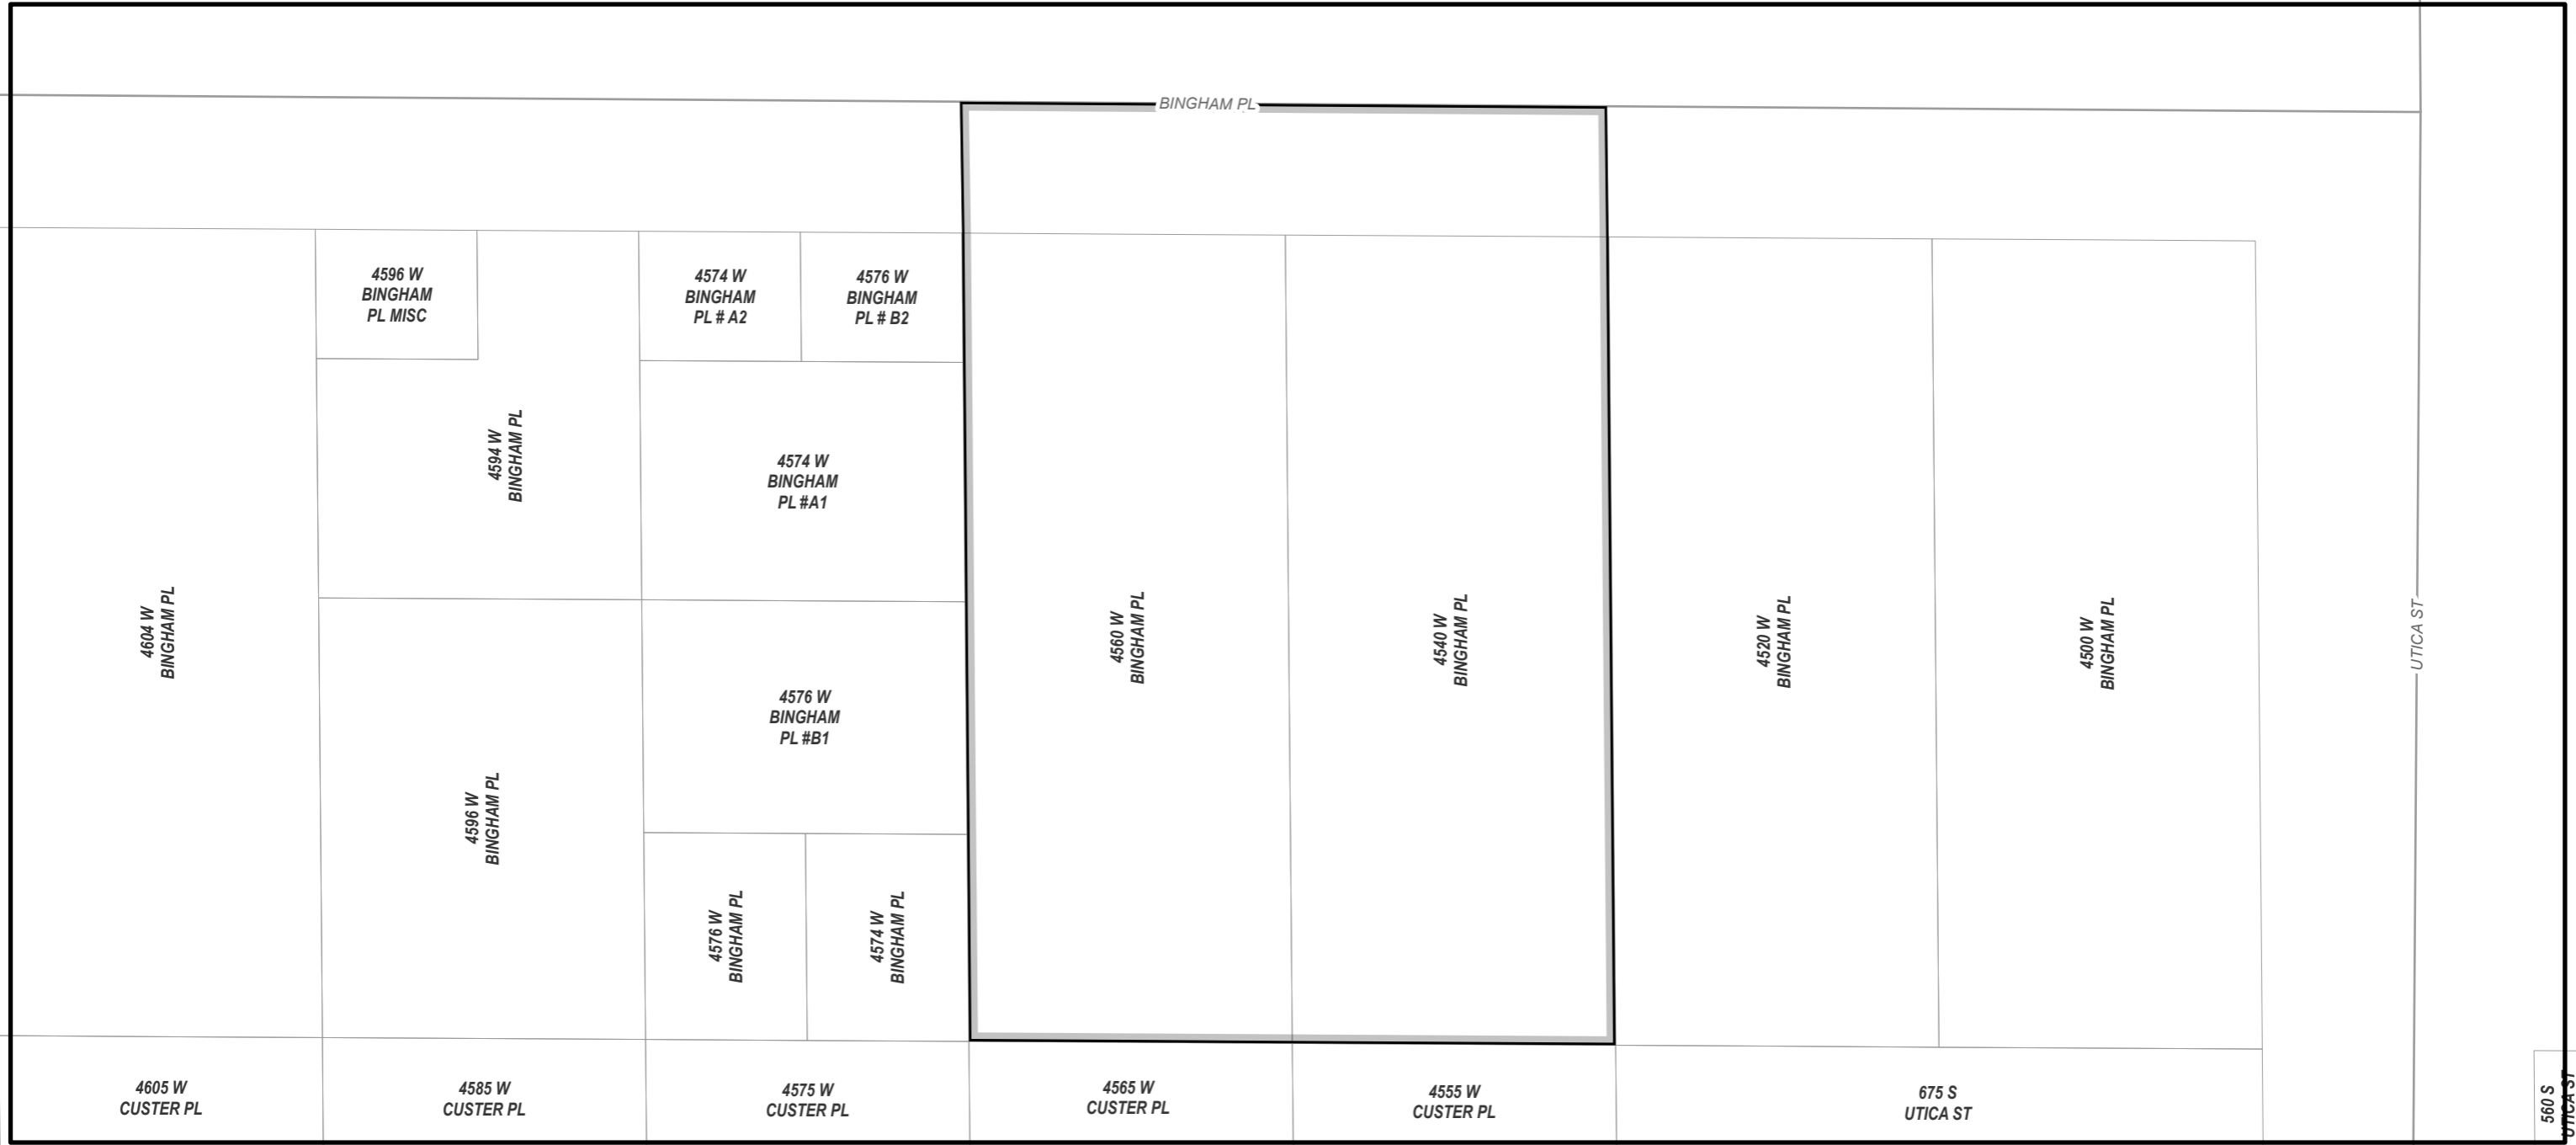 BINGHAM PL
4596 W
BINGHAM
PL MISC
4574 W
BINGHAM
PL # A2
4576 W
BINGHAM
PL # B2
4594 W
BINGHAM PL
4574 W
BINGHAM
PL #A1
4604 W
BINGHAM PL
4560 W
BINGHAM PL
4540 W
BINGHAM PL
4520 W
BINGHAM PL
4500 W
BINGHAM PL
UTICA ST
4576 W
BINGHAM
PL #B1
4596 W
BINGHAM PL
4576 W
BINGHAM PL
4574 W
BINGHAM PL
4605 W
CUSTER PL
4585 W
CUSTER PL
4575 W
CUSTER PL
4565 W
CUSTER PL
4555 W
CUSTER PL
675 S
UTICA ST
560 S
UTICA ST